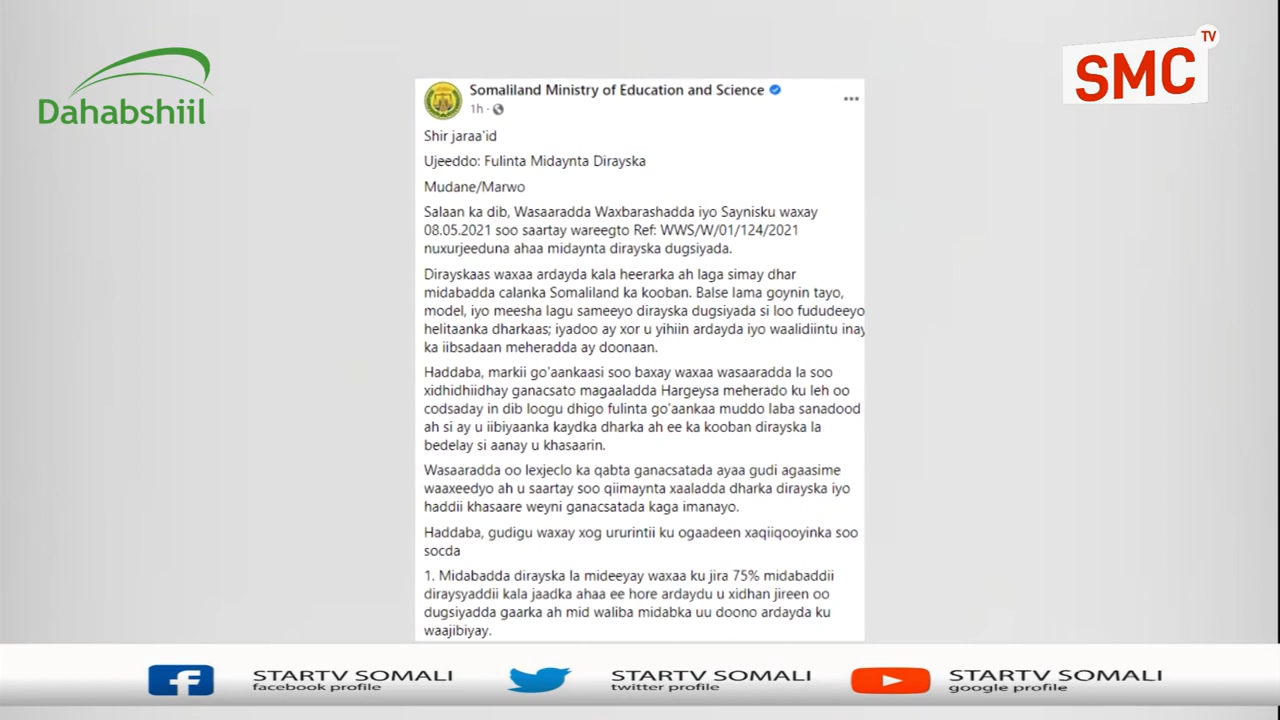 Dahabshiil
SMC TV
Somaliland Ministry of Education and Science
1h
Shir jaraa'id
Ujeeddo: Fulinta Midaynta Dirayska
Mudane/Marwo
Salaan ka dib, Wasaaradda Waxbarashadda iyo Saynisku waxay
08.05.2021 soo saartay wareegto Ref: WWS/W/01/124/2021
nuxurjeeduna ahaa midaynta dirayska dugsiyada.
Dirayskaas waxaa ardayda kala heerarka ah laga simay dhar
midabadda calanka Somaliland ka kooban. Balse lama goynin tayo,
model, iyo meesha lagu sameeyo dirayska dugsiyada si loo fududeeyo
helitaanka dharkaas; iyadoo ay xor u yihiin ardayda iyo waalidiintu inay
ka iibsadaan meheradda ay doonaan.
Haddaba, markii go'aankaasi soo baxay waxaa wasaaradda la soo
xidhidhiidhay ganacsato magaaladda Hargeysa meherado ku leh oo
codsaday in dib loogu dhigo fulinta go'aankaa muddo laba sanadood
ah si ay u iibiyaanka kaydka dharka ah ee ka kooban dirayska la
bedelay si aanay u khasaarin.
Wasaaradda oo lexjeclo ka qabta ganacsatada ayaa gudi agaasime
waaxeedyo ah u saartay soo qiimaynta xaaladda dharka dirayska iyo
haddii khasaare weyni ganacsatada kaga imanayo.
Haddaba, gudigu waxay xog ururintii ku ogaadeen xaqiiqooyinka soo
socda
1. Midabadda dirayska la mideeyay waxaa ku jira 75% midabaddii
diraysyaddii kala jaadka ahaa ee hore ardaydu u xidhan jireen oo
dugsiyadda gaarka ah mid waliba midabka uu doono ardayda ku
waajibiyay.
STARTV SOMALI
facebook profile
STARTV SOMALI
twitter profile
STARTV SOMALI
google profile